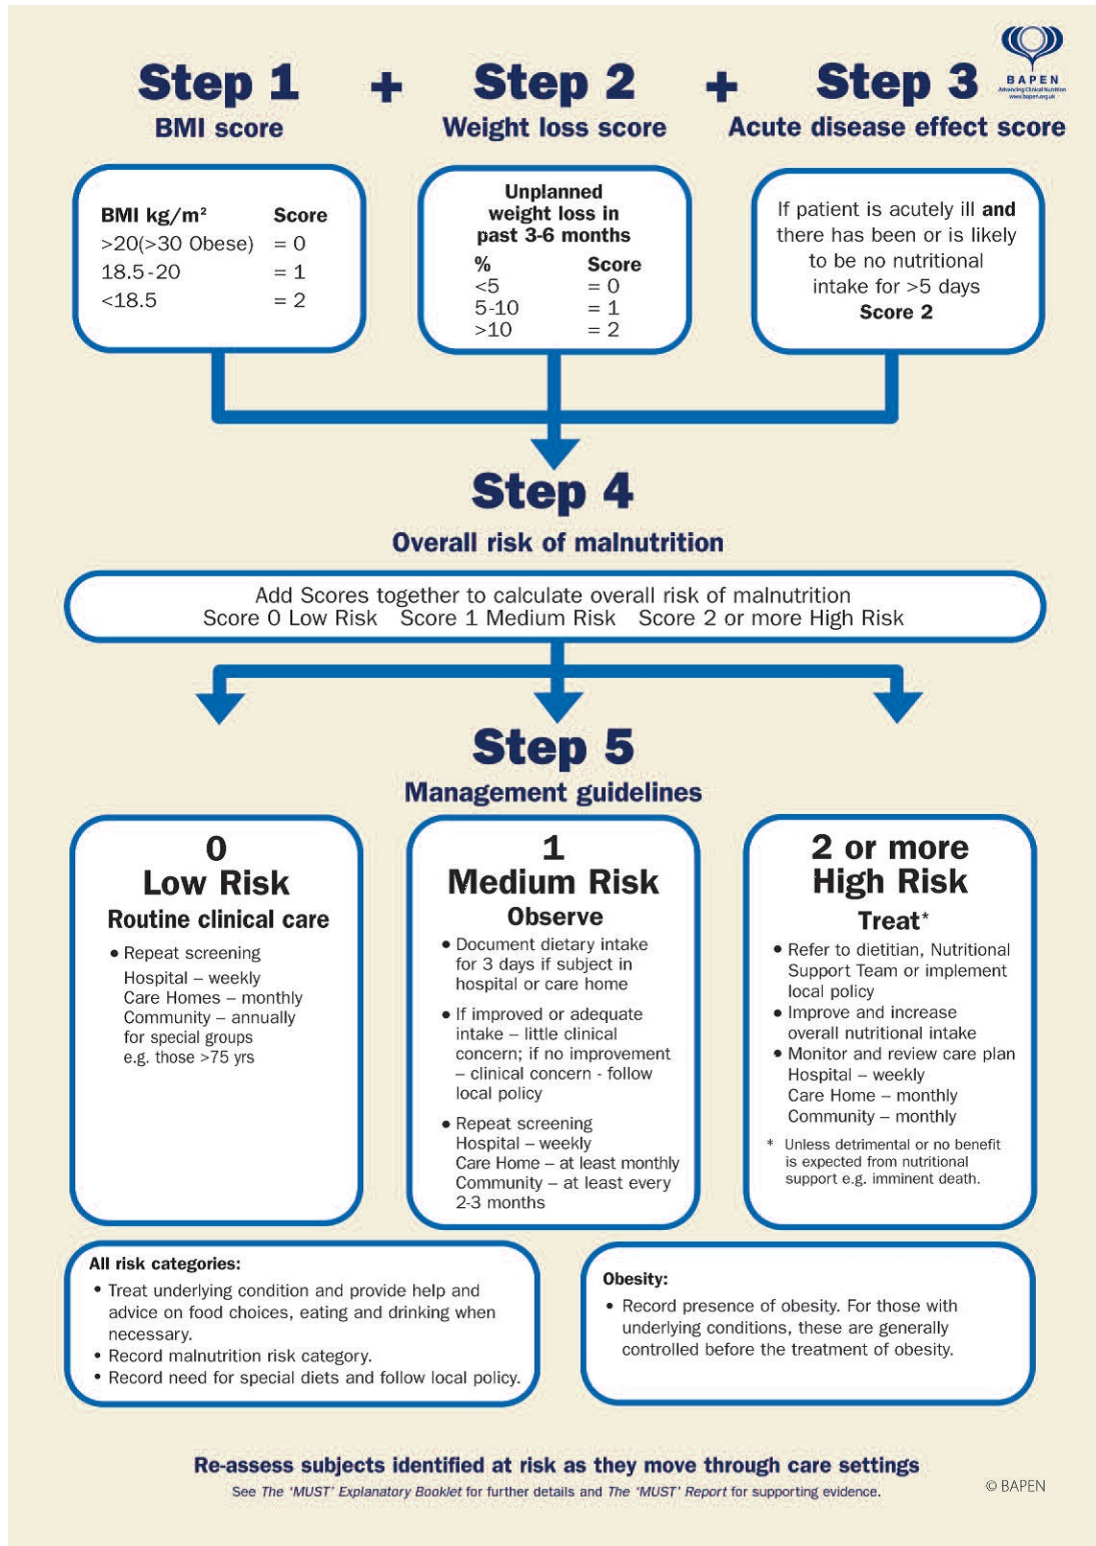 BAPEN
Advancing Clinical Nutrition
www.bapen.org.uk
Step 1 + Step 2 + Step 3
BMI score
Weight loss score
Acute disease effect score
BMI kg/m² Score
>20(>30 Obese) = 0
18.5-20 = 1
<18.5 = 2
Unplanned
weight loss in
past 3-6 months
% Score
<5 = 0
5-10 = 1
>10 = 2
If patient is acutely ill and
there has been or is likely
to be no nutritional
intake for >5 days
Score 2
Step 4
Overall risk of malnutrition
Add Scores together to calculate overall risk of malnutrition
Score 0 Low Risk Score 1 Medium Risk Score 2 or more High Risk
Step 5
Management guidelines
0
Low Risk
Routine clinical care
• Repeat screening
Hospital – weekly
Care Homes – monthly
Community – annually
for special groups
e.g. those >75 yrs
1
Medium Risk
Observe
• Document dietary intake
for 3 days if subject in
hospital or care home
• If improved or adequate
intake – little clinical
concern; if no improvement
– clinical concern - follow
local policy
• Repeat screening
Hospital – weekly
Care Home – at least monthly
Community – at least every
2-3 months
2 or more
High Risk
Treat*
• Refer to dietitian, Nutritional
Support Team or implement
local policy
• Improve and increase
overall nutritional intake
• Monitor and review care plan
Hospital – weekly
Care Home – monthly
Community – monthly
* Unless detrimental or no benefit
is expected from nutritional
support e.g. imminent death.
All risk categories:
• Treat underlying condition and provide help and
advice on food choices, eating and drinking when
necessary.
• Record malnutrition risk category.
• Record need for special diets and follow local policy.
Obesity:
• Record presence of obesity. For those with
underlying conditions, these are generally
controlled before the treatment of obesity.
Re-assess subjects identified at risk as they move through care settings
See The ‘MUST’ Explanatory Booklet for further details and The ‘MUST’ Report for supporting evidence.
© BAPEN